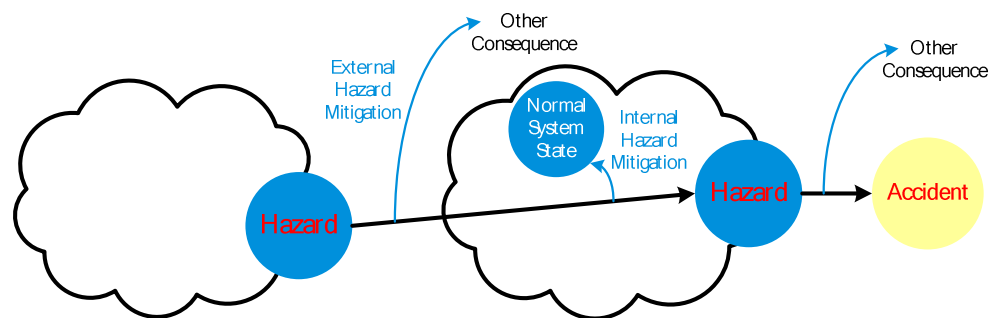 Other
Consequence
External
Hazard
Mitigation
Hazard
Normal
System
State
Internal
Hazard
Mitigation
Hazard
Other
Consequence
Accident